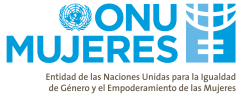 ONU
MUJERES
Entidad de las Naciones Unidas para la Igualdad
de Género y el Empoderamiento de las Mujeres